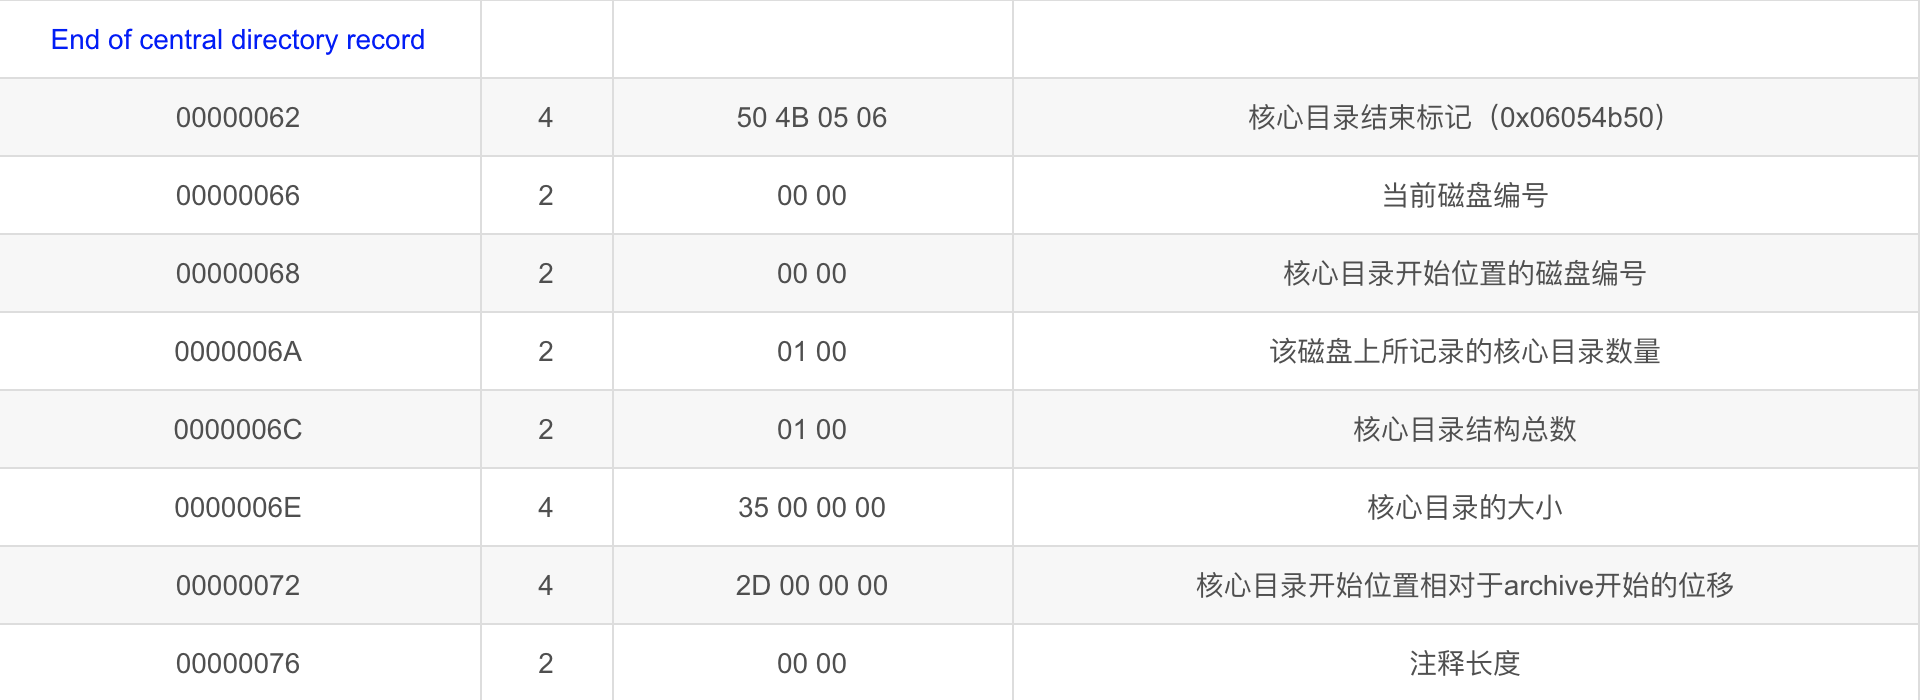 End of central directory record
00000062 4 50 4B 05 06 核心目录结束标记（0x06054b50）
00000066 2 00 00 当前磁盘编号
00000068 2 00 00 核心目录开始位置的磁盘编号
0000006A 2 01 00 该磁盘上所记录的核心目录数量
0000006C 2 01 00 核心目录结构总数
0000006E 4 35 00 00 00 核心目录的大小
00000072 4 2D 00 00 00 核心目录开始位置相对于archive开始的位移
00000076 2 00 00 注释长度